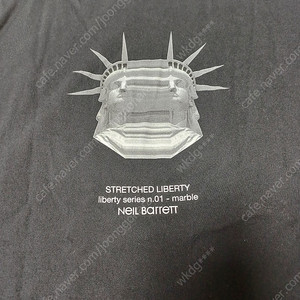 STRETCHED LIBERTY
liberty series n.01 - marble
NEIL BARRETT